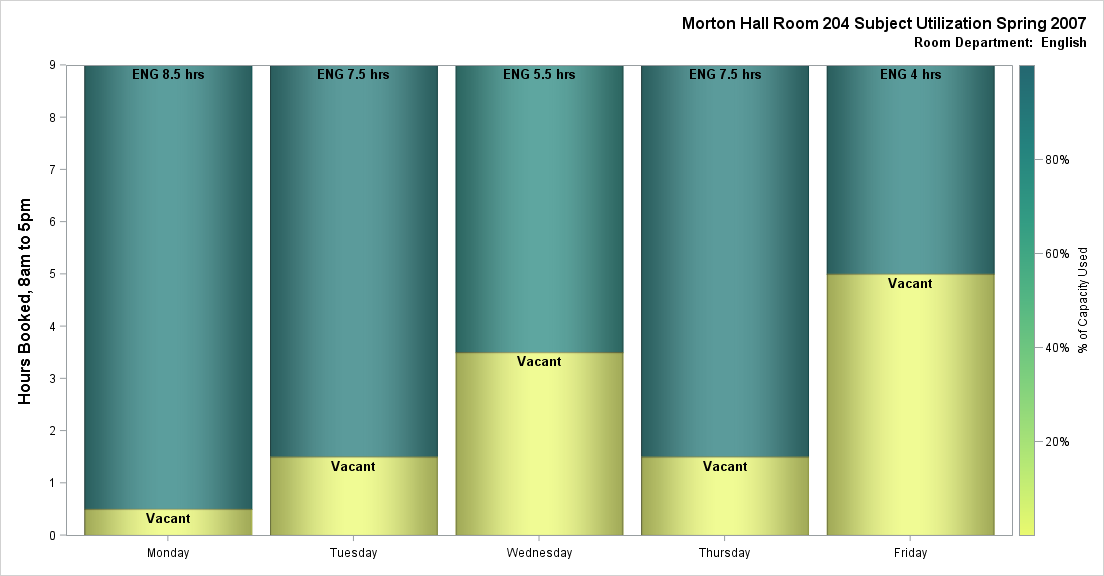 Morton Hall Room 204 Subject Utilization Spring 2007
Room Department: English
Hours Booked, 8am to 5pm
9
8
7
6
5
4
3
2
1
0
ENG 8.5 hrs
ENG 7.5 hrs
ENG 5.5 hrs
ENG 7.5 hrs
ENG 4 hrs
Vacant
Vacant
Vacant
Vacant
Vacant
Monday
Tuesday
Wednesday
Thursday
Friday
80%
60%
40%
20%
% of Capacity Used